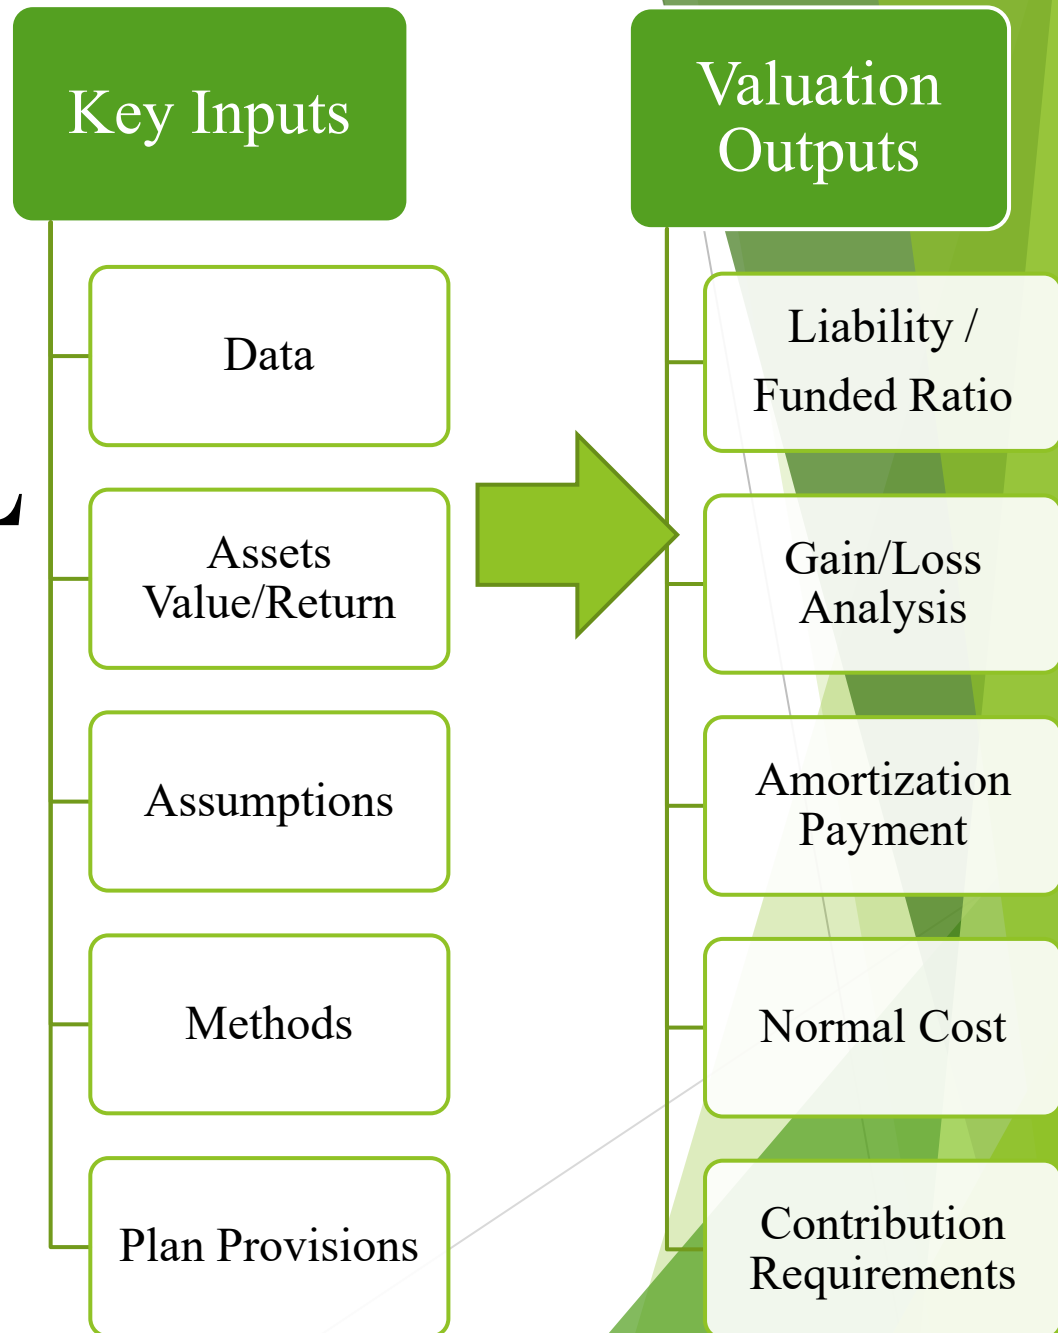 Key Inputs
Data
Assets
Value/Return
Assumptions
Methods
Plan Provisions
Valuation
Outputs
Liability /
Funded Ratio
Gain/Loss
Analysis
Amortization
Payment
Normal Cost
Contribution
Requirements